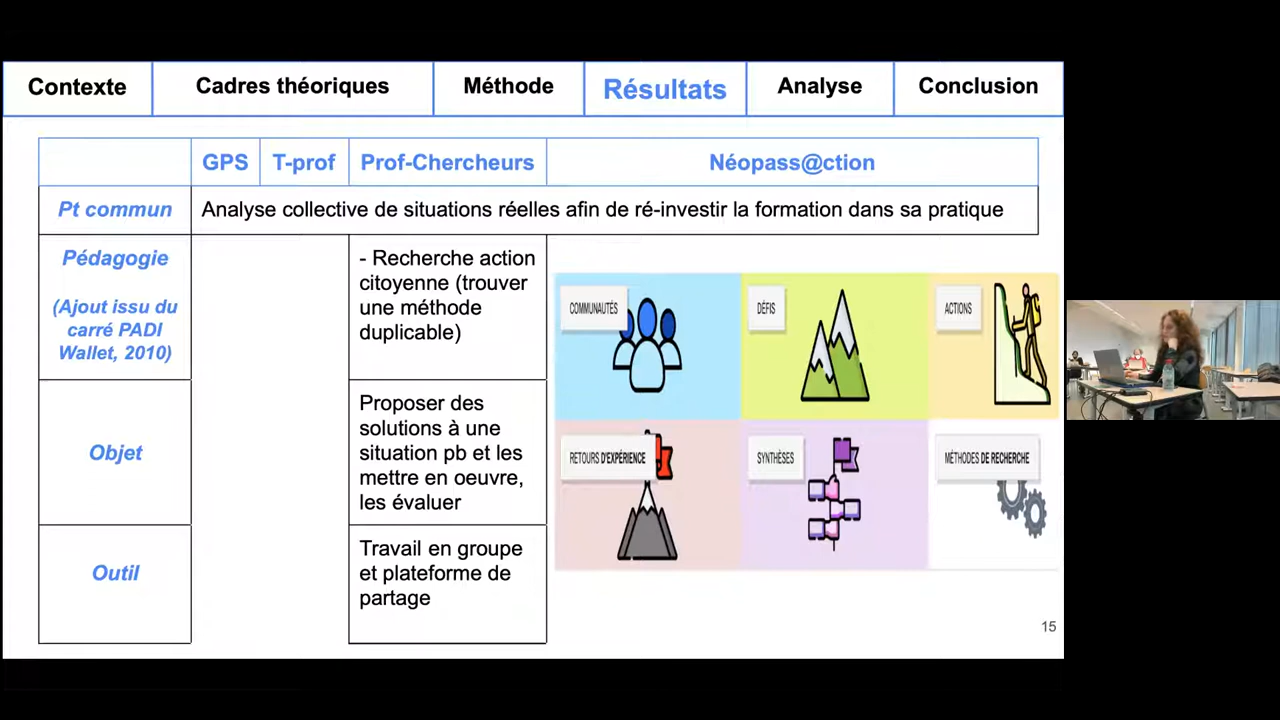 Contexte
Cadres théoriques
Méthode
Résultats
Analyse
Conclusion
GPS
T-prof
Prof-Chercheurs
Néopass@ction
Pt commun
Analyse collective de situations réelles afin de ré-investir la formation dans sa pratique
Pédagogie
(Ajout issu du
carré PADI
Wallet, 2010)
- Recherche action
citoyenne (trouver
une méthode
duplicable)
COMMUNAUTÉS
DÉFIS
ACTIONS
Objet
Proposer des
solutions à une
situation pb et les
mettre en oeuvre,
les évaluer
RETOURS D'EXPÉRIENCE
SYNTHÈSES
MÉTHODES DE RECHERCHE
Outil
Travail en groupe
et plateforme de
partage
15